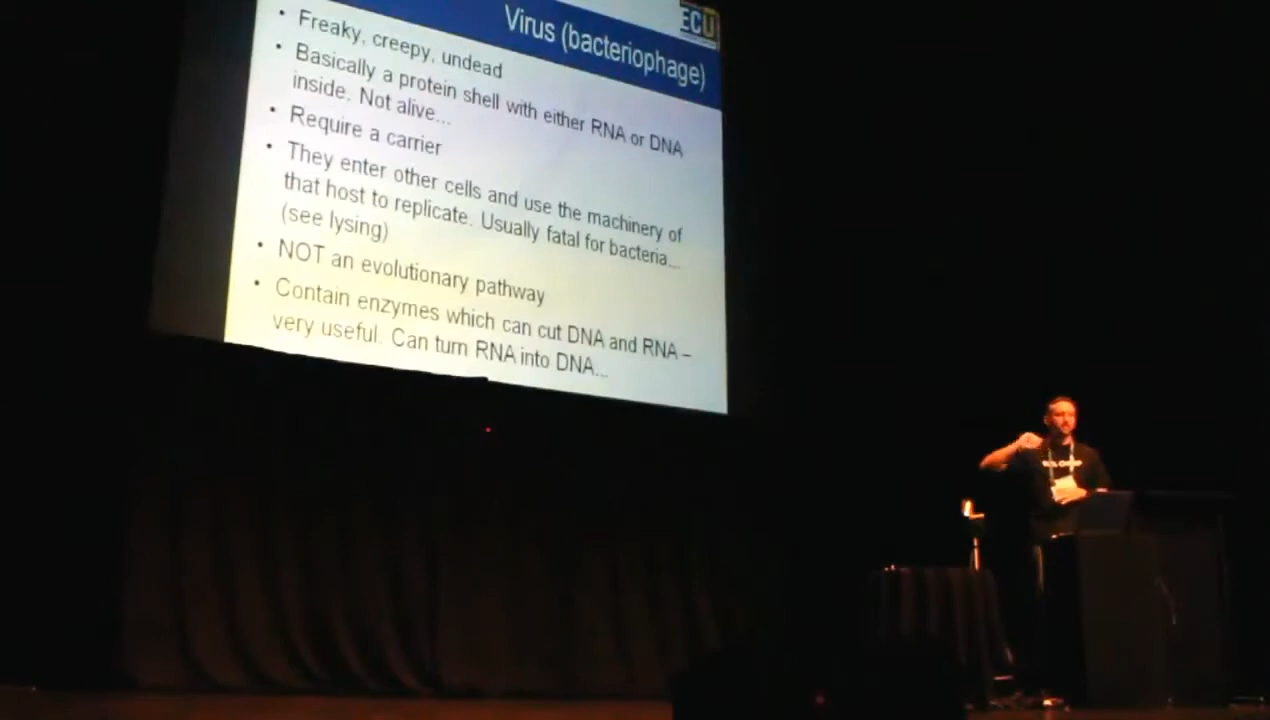 ECU
Virus (bacteriophage)
• Freaky, creepy, undead
• Basically a protein shell with either RNA or DNA
inside. Not alive...
• Require a carrier
• They enter other cells and use the machinery of
that host to replicate. Usually fatal for bacteria...
(see lysing)
• NOT an evolutionary pathway
• Contain enzymes which can cut DNA and RNA –
very useful. Can turn RNA into DNA...